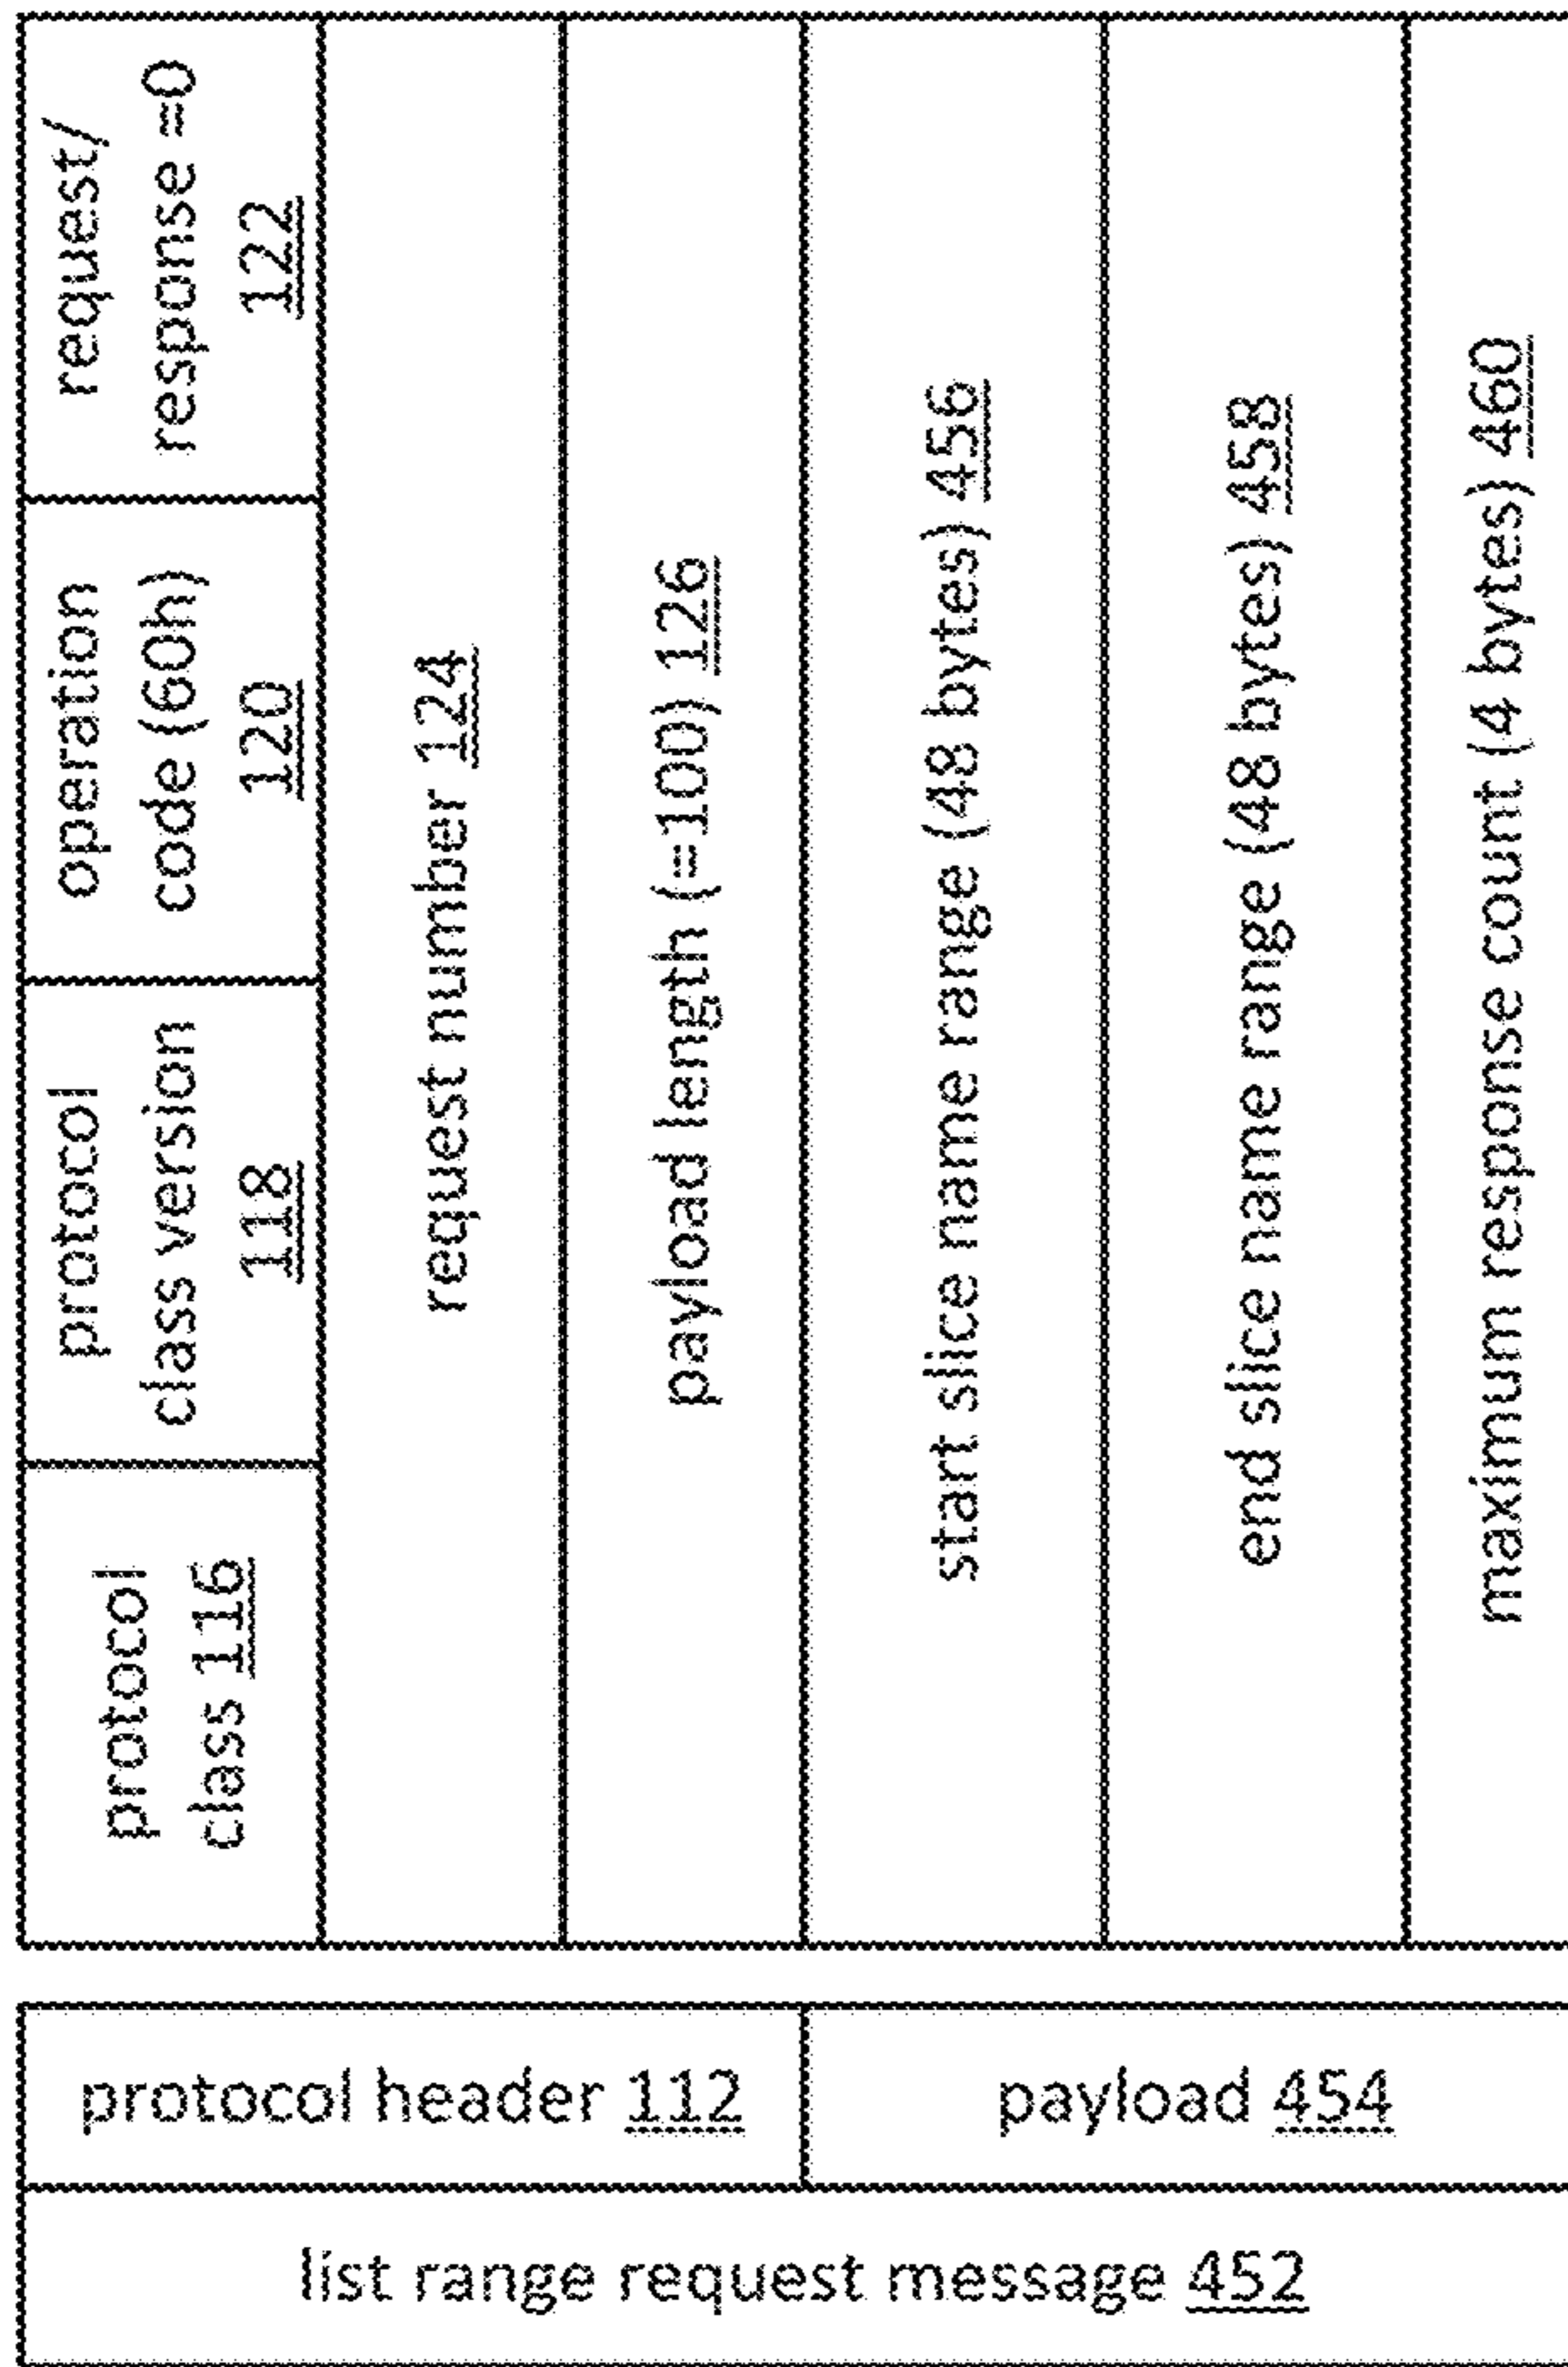 list range request message 452
protocol header 112
payload 454
protocol
class 116
protocol
class version
118
operation
code (60h)
120
request/
response =0
122
request number 124
payload length (=100) 126
start slice name range (48 bytes) 456
end slice name range (48 bytes) 458
maximum response count (4 bytes) 460